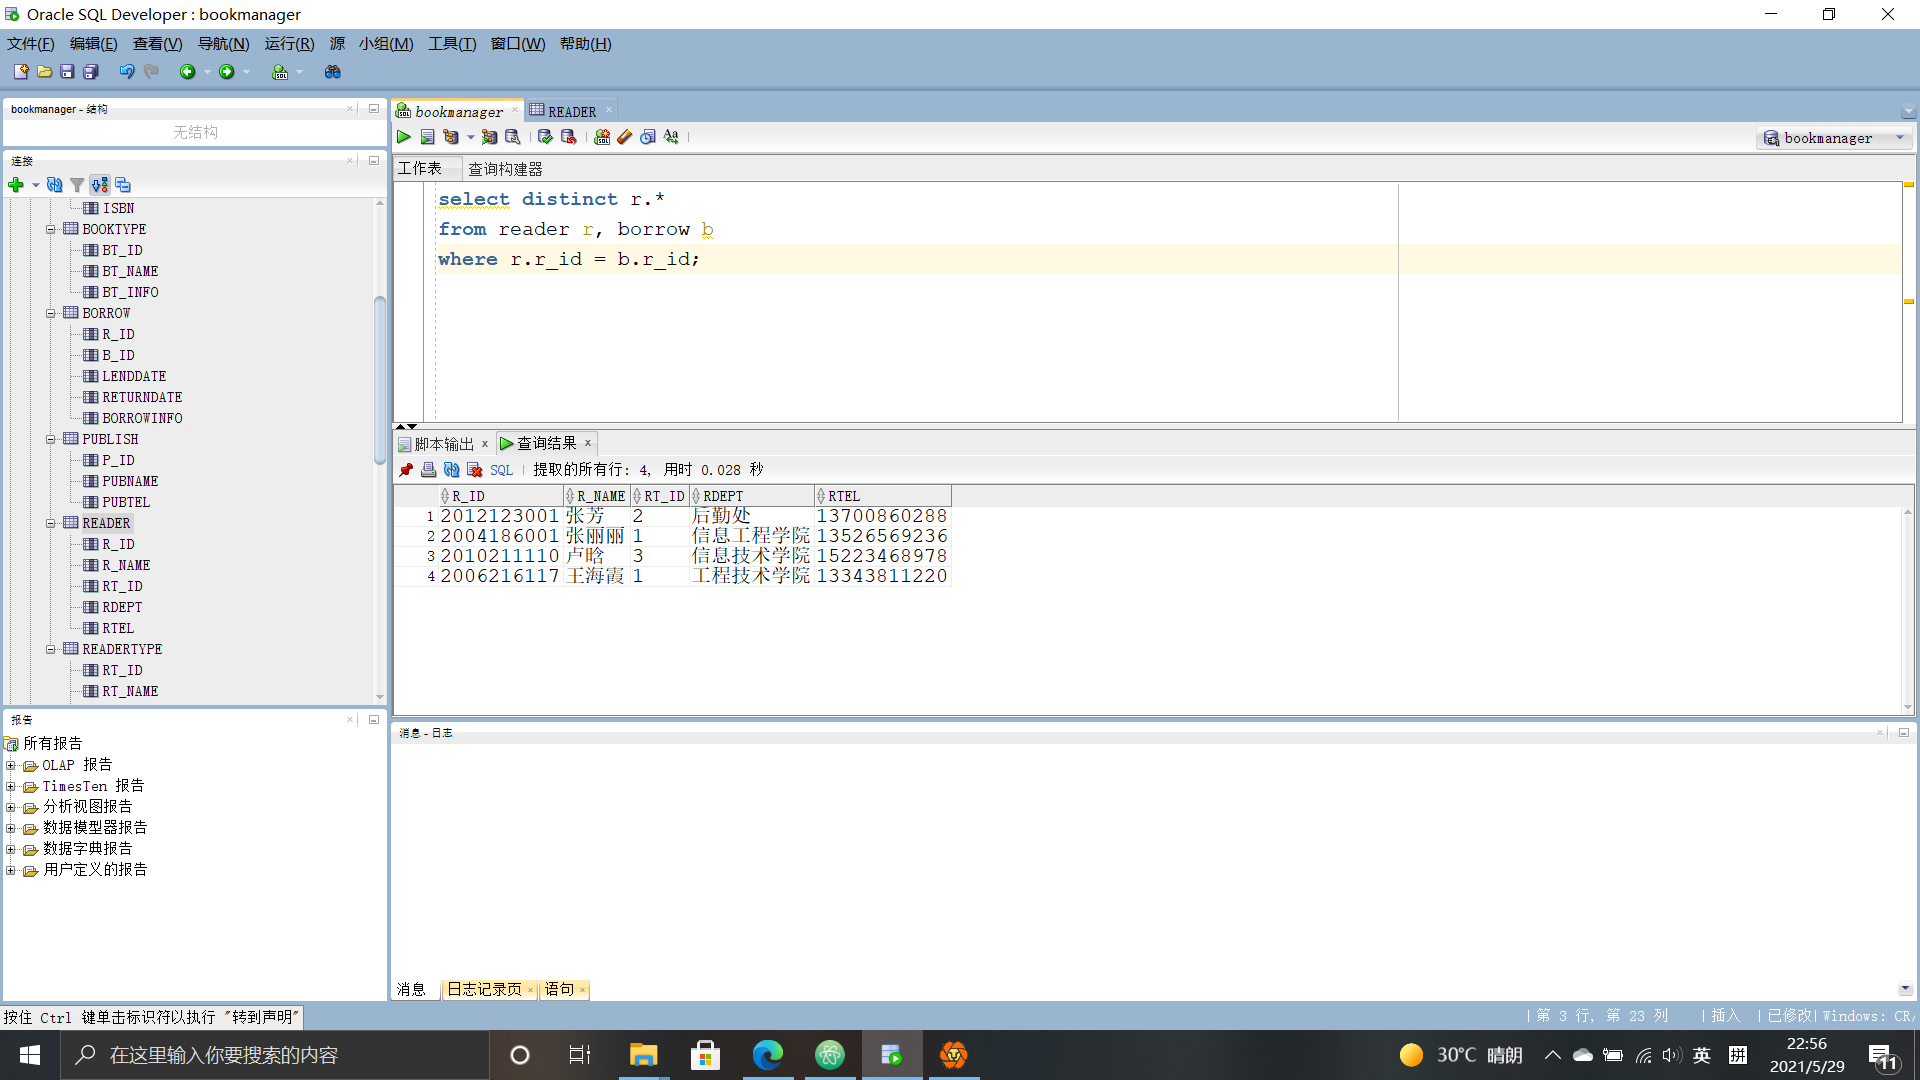 Oracle SQL Developer : bookmanager
文件(F) 编辑(E) 查看(V) 导航(N) 运行(R) 源 小组(M) 工具(T) 窗口(W) 帮助(H)
bookmanager - 结构
无结构
连接
ISBN
BOOKTYPE
BT_ID
BT_NAME
BT_INFO
BORROW
R_ID
B_ID
LENDDATE
RETURNDATE
BORROWINFO
PUBLISH
P_ID
PUBNAME
PUBTEL
READER
R_ID
R_NAME
RT_ID
RDEPT
RTEL
READERTYPE
RT_ID
RT_NAME
报告
所有报告
OLAP 报告
TimesTen 报告
分析视图报告
数据模型器报告
数据字典报告
用户定义的报告
bookmanager READER
bookmanager
工作表 查询构建器
select distinct r.*
from reader r, borrow b
where r.r_id = b.r_id;
脚本输出 查询结果
SQL 提取的所有行: 4, 用时 0.028 秒
R_ID R_NAME RT_ID RDEPT RTEL
1 2012123001 张芳 2 后勤处 13700860288
2 2004186001 张丽丽 1 信息工程学院 13526569236
3 2010211110 卢晗 3 信息技术学院 15223468978
4 2006216117 王海霞 1 工程技术学院 13343811220
消息 - 日志
消息 日志记录页 语句
按住 Ctrl 键单击标识符以执行 "转到声明"
第 3 行, 第 23 列 插入 已修改 Windows: CR/
在这里输入你要搜索的内容
30°C 晴朗
英 拼
22:56
2021/5/29
11